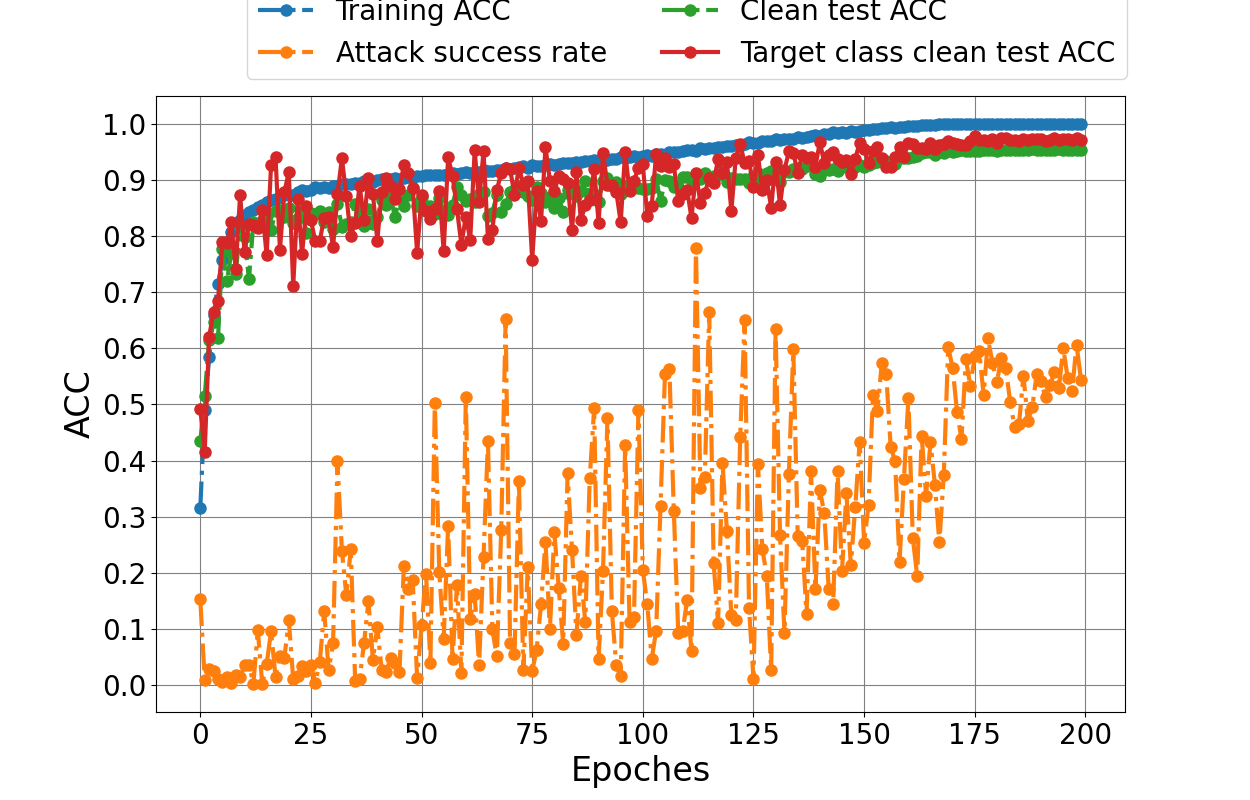 Training ACC
Clean test ACC
Attack success rate
Target class clean test ACC
1.0
0.9
0.8
0.7
0.6
0.5
0.4
0.3
0.2
0.1
0.0
ACC
0 25 50 75 100 125 150 175 200
Epoches